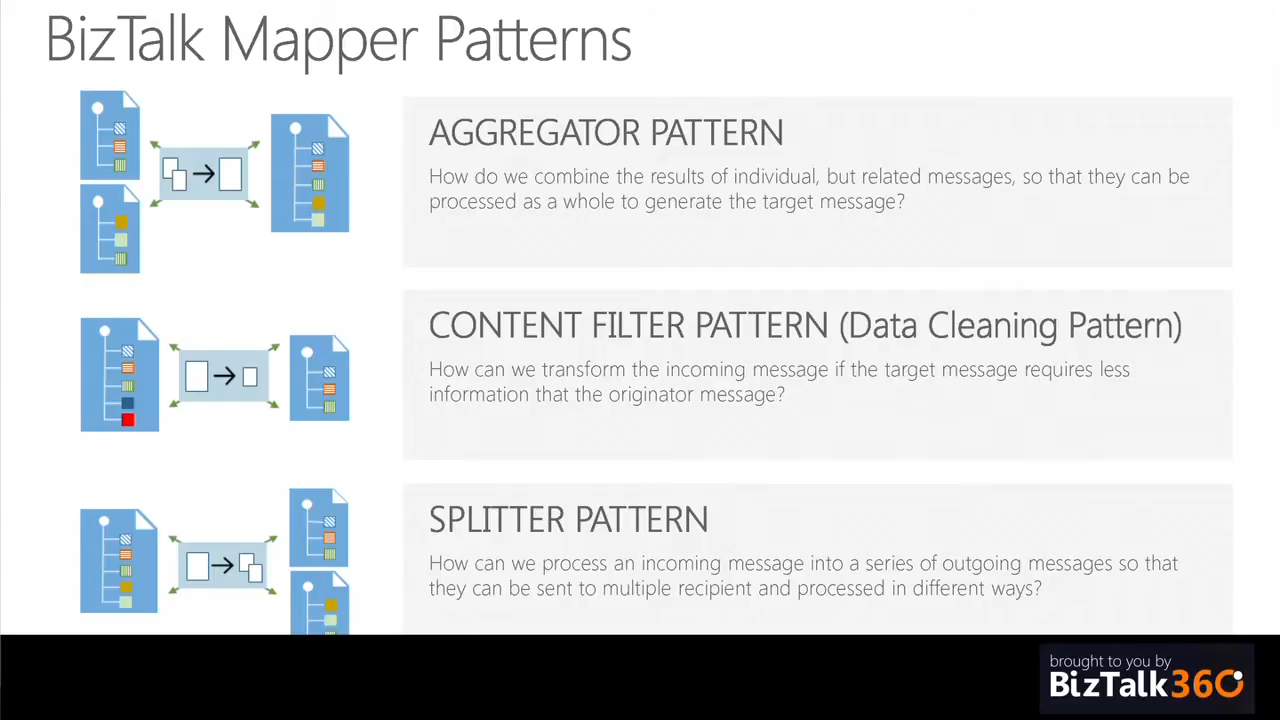 BizTalk Mapper Patterns
AGGREGATOR PATTERN
How do we combine the results of individual, but related messages, so that they can be
processed as a whole to generate the target message?
CONTENT FILTER PATTERN (Data Cleaning Pattern)
How can we transform the incoming message if the target message requires less
information that the originator message?
SPLITTER PATTERN
How can we process an incoming message into a series of outgoing messages so that
they can be sent to multiple recipient and processed in different ways?
brought to you by
BizTalk360